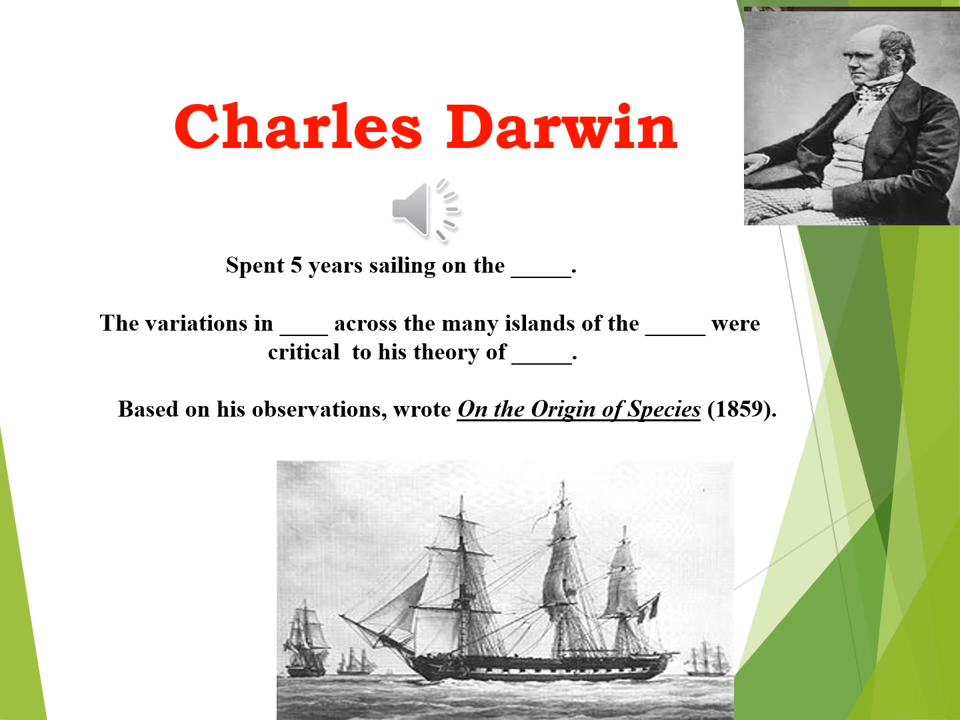 Charles Darwin
Spent 5 years sailing on the _____.
The variations in ____ across the many islands of the _____ were
critical to his theory of _____.
Based on his observations, wrote On the Origin of Species (1859).